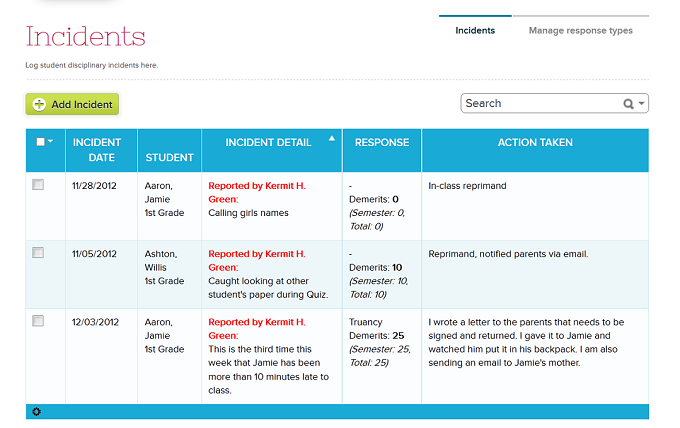 Incidents
Incidents
Manage response types
Log student disciplinary incidents here.
Add Incident
Search
INCIDENT
DATE
STUDENT
INCIDENT DETAIL
RESPONSE
ACTION TAKEN
11/28/2012
Aaron,
Jamie
1st Grade
Reported by Kermit H.
Green:
Calling girls names
-
Demerits: 0
(Semester: 0,
Total: 0)
In-class reprimand
11/05/2012
Ashton,
Willis
1st Grade
Reported by Kermit H.
Green:
Caught looking at other
student's paper during Quiz.
-
Demerits: 10
(Semester: 10,
Total: 10)
Reprimand, notified parents via email.
12/03/2012
Aaron,
Jamie
1st Grade
Reported by Kermit H.
Green:
This is the third time this
week that Jamie has been
more than 10 minutes late to
class.
Truancy
Demerits: 25
(Semester: 25,
Total: 25)
I wrote a letter to the parents that needs to be
signed and returned. I gave it to Jamie and
watched him put it in his backpack. I am also
sending an email to Jamie's mother.